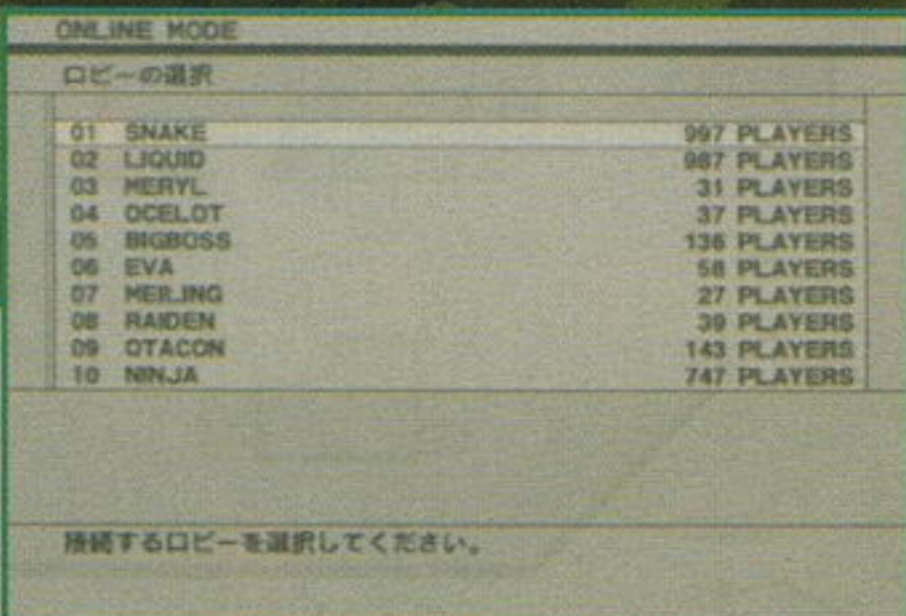 ONLINE MODE
ロビーの選択
01 SNAKE 997 PLAYERS
02 LIQUID 987 PLAYERS
03 MERYL 31 PLAYERS
04 OCELOT 37 PLAYERS
05 BIGBOSS 136 PLAYERS
06 EVA 58 PLAYERS
07 MEILING 27 PLAYERS
08 RAIDEN 39 PLAYERS
09 OTACON 143 PLAYERS
10 NINJA 747 PLAYERS
接続するロビーを選択してください。